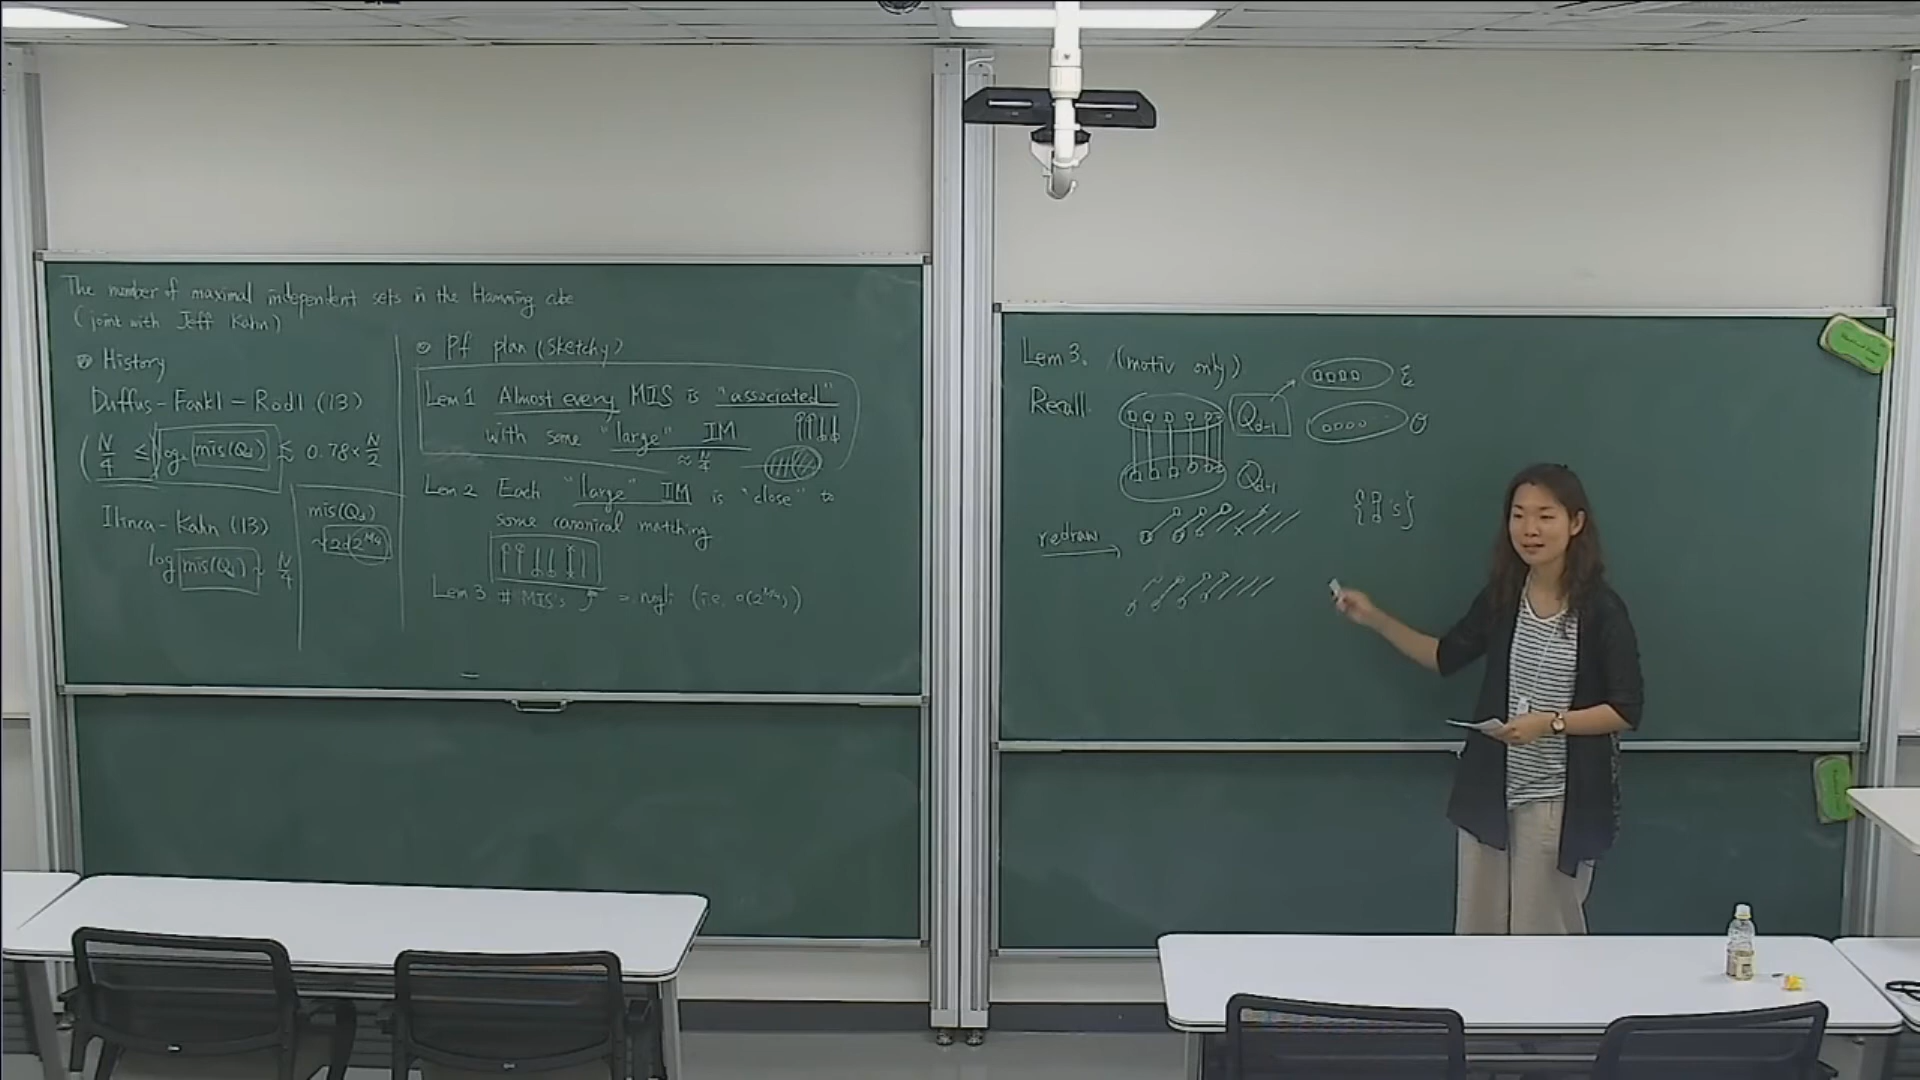 The number of maximal independent sets in the Hamming cube
(joint with Jeff Kahn)
History
Duffus - Frankl - Rödl (13)
(N/4 ≤) log₂ mis(Q_d) ≤ 0.78 × N/2
Ilinca - Kahn (13)
log mis(Q_d) ~ N/4
mis(Q_d)
~ 2d2^{N/4}
Pf plan (sketchy)
Lem 1 Almost every MIS is "associated"
with some "large" IM
≈ N/4
Lem 2 Each "large" IM is "close" to
some canonical matching
Lem 3 # MIS's = negli (i.e. o(2^{N/4}))
Lem 3. (motiv only)
Recall.
Q_{d-1}
E
O
Q_{d-1}
redraw